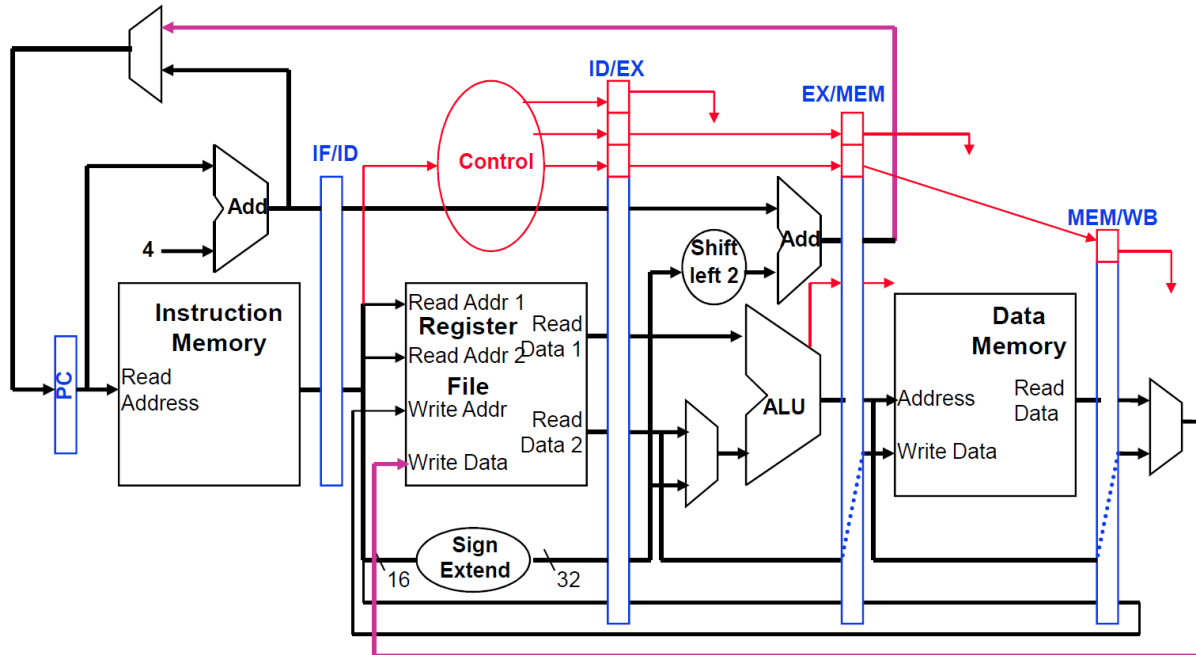 ID/EX
EX/MEM
IF/ID
Control
Add
MEM/WB
4
Shift
left 2
Add
Instruction
Memory
Read Addr 1
Register
Read
Data 1
Read Addr 2
File
Write Addr
Read
Data 2
Write Data
PC
Read
Address
ALU
Data
Memory
Address
Read
Data
Write Data
Sign
Extend
16
32